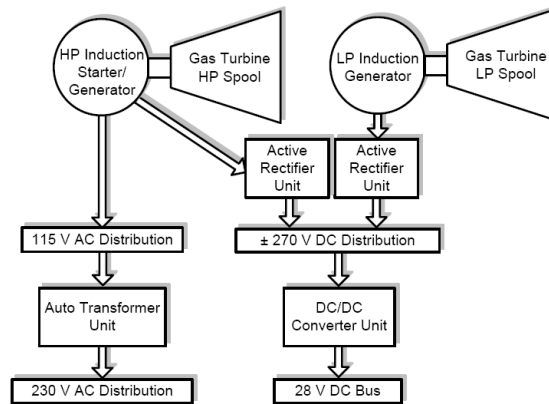 HP Induction
Starter/
Generator
Gas Turbine
HP Spool
LP Induction
Generator
Gas Turbine
LP Spool
Active
Rectifier
Unit
Active
Rectifier
Unit
115 V AC Distribution
± 270 V DC Distribution
Auto Transformer
Unit
DC/DC
Converter Unit
230 V AC Distribution
28 V DC Bus